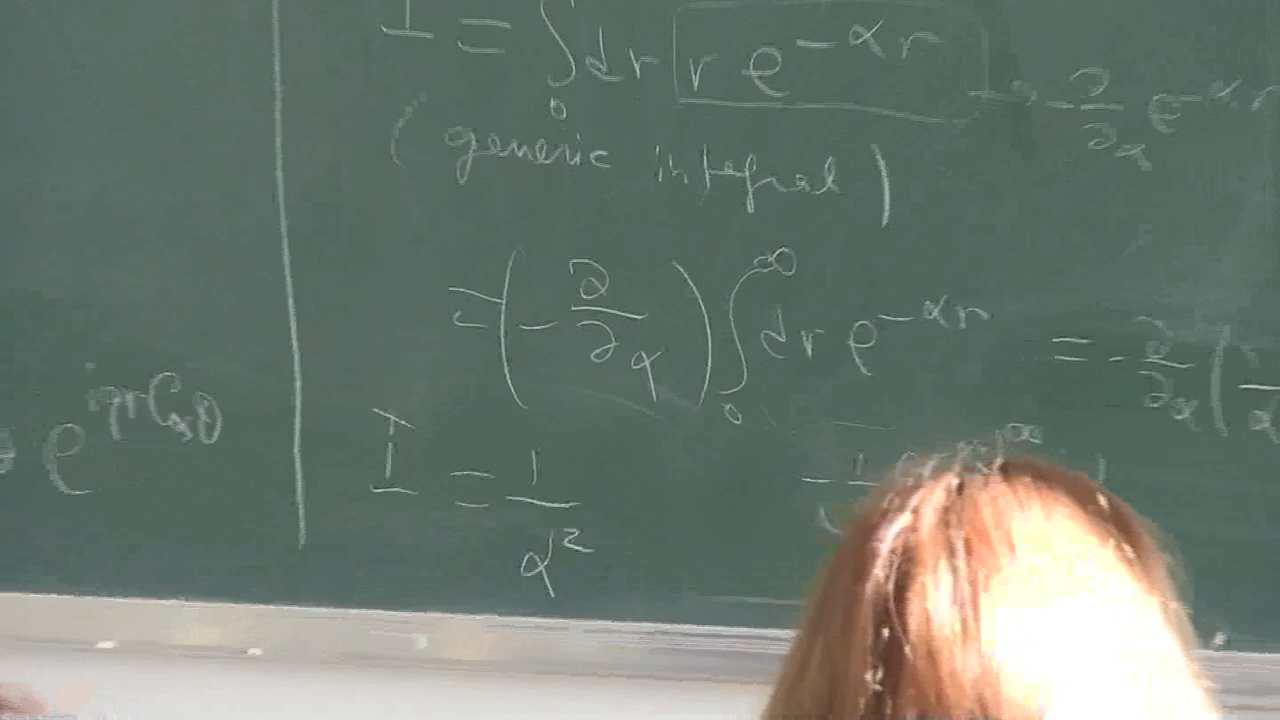 I = ∫₀ dr r e^{-αr} → -∂/∂α e^{-αr}
(generic integral)
= (-∂/∂α) ∫₀^∞ dr e^{-αr} = -∂/∂α (
e^{iqr Cosθ}
I = 1/α²